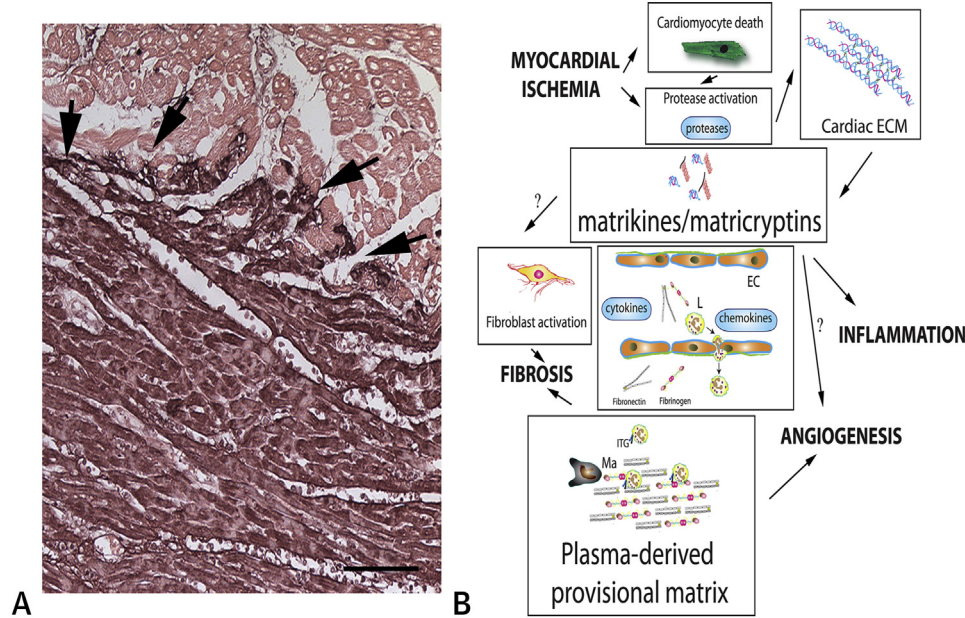 A
B
Cardiomyocyte death
MYOCARDIAL
ISCHEMIA
Protease activation
proteases
Cardiac ECM
matrikines/matricryptins
?
Fibroblast activation
FIBROSIS
EC
cytokines
L
chemokines
Fibronectin
Fibrinogen
?
INFLAMMATION
ANGIOGENESIS
ITG
Ma
Plasma-derived
provisional matrix